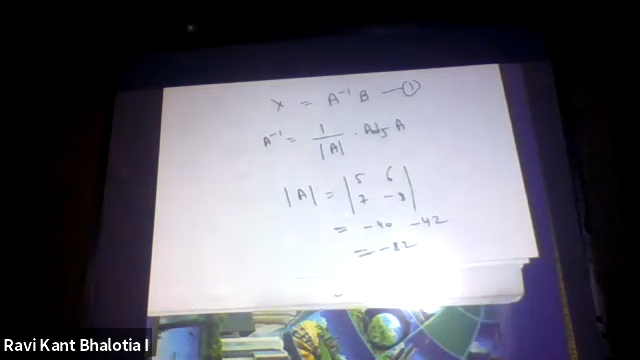 X = A⁻¹ B — ①
A⁻¹ = 1/|A| . Adj A
|A| = | 5 6 |
| 7 -8 |
= -40 -42
= -82
Ravi Kant Bhalotia I